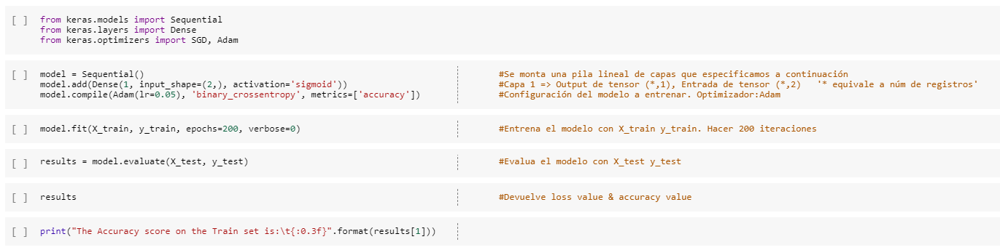 [ ] from keras.models import Sequential
from keras.layers import Dense
from keras.optimizers import SGD, Adam
[ ] model = Sequential() #Se monta una pila lineal de capas que especificamos a continuación
model.add(Dense(1, input_shape=(2,), activation='sigmoid')) #Capa 1 => Output de tensor (*,1), Entrada de tensor (*,2) '* equivale a núm de registros'
model.compile(Adam(lr=0.05), 'binary_crossentropy', metrics=['accuracy']) #Configuración del modelo a entrenar. Optimizador:Adam
[ ] model.fit(X_train, y_train, epochs=200, verbose=0) #Entrena el modelo con X_train y_train. Hacer 200 iteraciones
[ ] results = model.evaluate(X_test, y_test) #Evalua el modelo con X_test y_test
[ ] results #Devuelve loss value & accuracy value
[ ] print("The Accuracy score on the Train set is:\t{:0.3f}".format(results[1]))